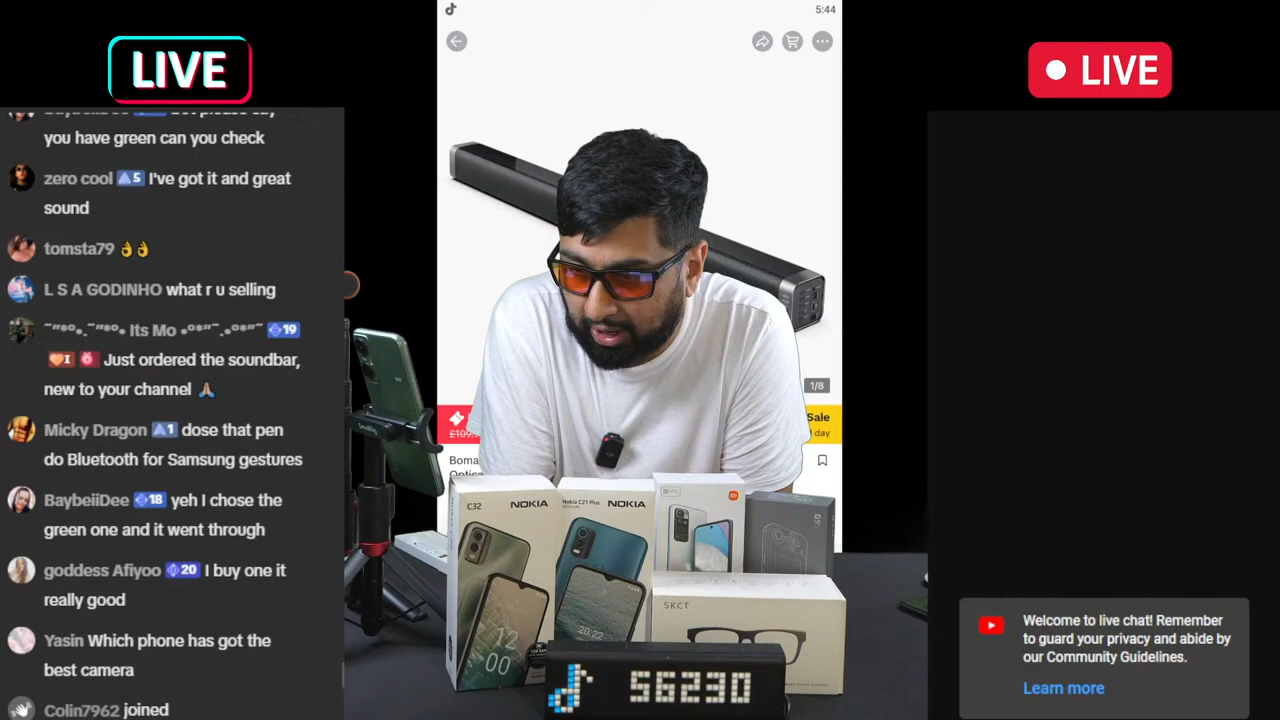 5:44
LIVE
LIVE
you have green can you check
zero cool 5 I've got it and great
sound
tomsta79 👌👌
L S A GODINHO what r u selling
Its Mo 19
I Just ordered the soundbar,
new to your channel 🙏🏽
Micky Dragon 1 dose that pen
do Bluetooth for Samsung gestures
BaybeiiDee 18 yeh I chose the
green one and it went through
goddess Afiyoo 20 I buy one it
really good
Yasin Which phone has got the
best camera
Colin7962 joined
1/8
Sale
day
£109.
Boma
C32 NOKIA
Nokia C21 Plus NOKIA
12
00
20:22
SKCT
56230
Welcome to live chat! Remember
to guard your privacy and abide by
our Community Guidelines.
Learn more